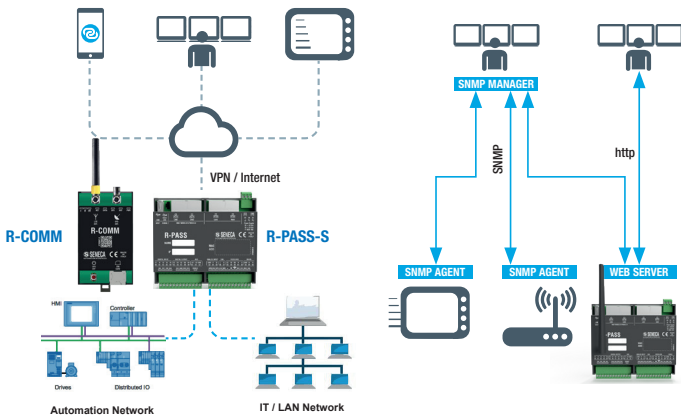 SNMP MANAGER
SNMP
http
VPN / Internet
R-COMM
R-COMM
SENECA
R-PASS
SENECA
R-PASS-S
SNMP AGENT
SNMP AGENT
WEB SERVER
R-PASS
HMI
Controller
Drives
Distributed IO
Automation Network
IT / LAN Network